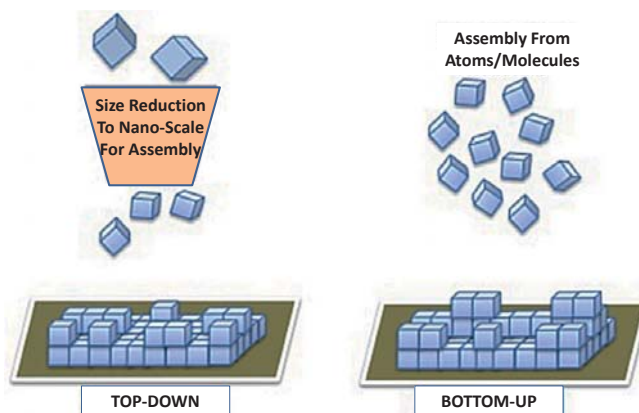 Size Reduction
To Nano-Scale
For Assembly
TOP-DOWN
Assembly From
Atoms/Molecules
BOTTOM-UP